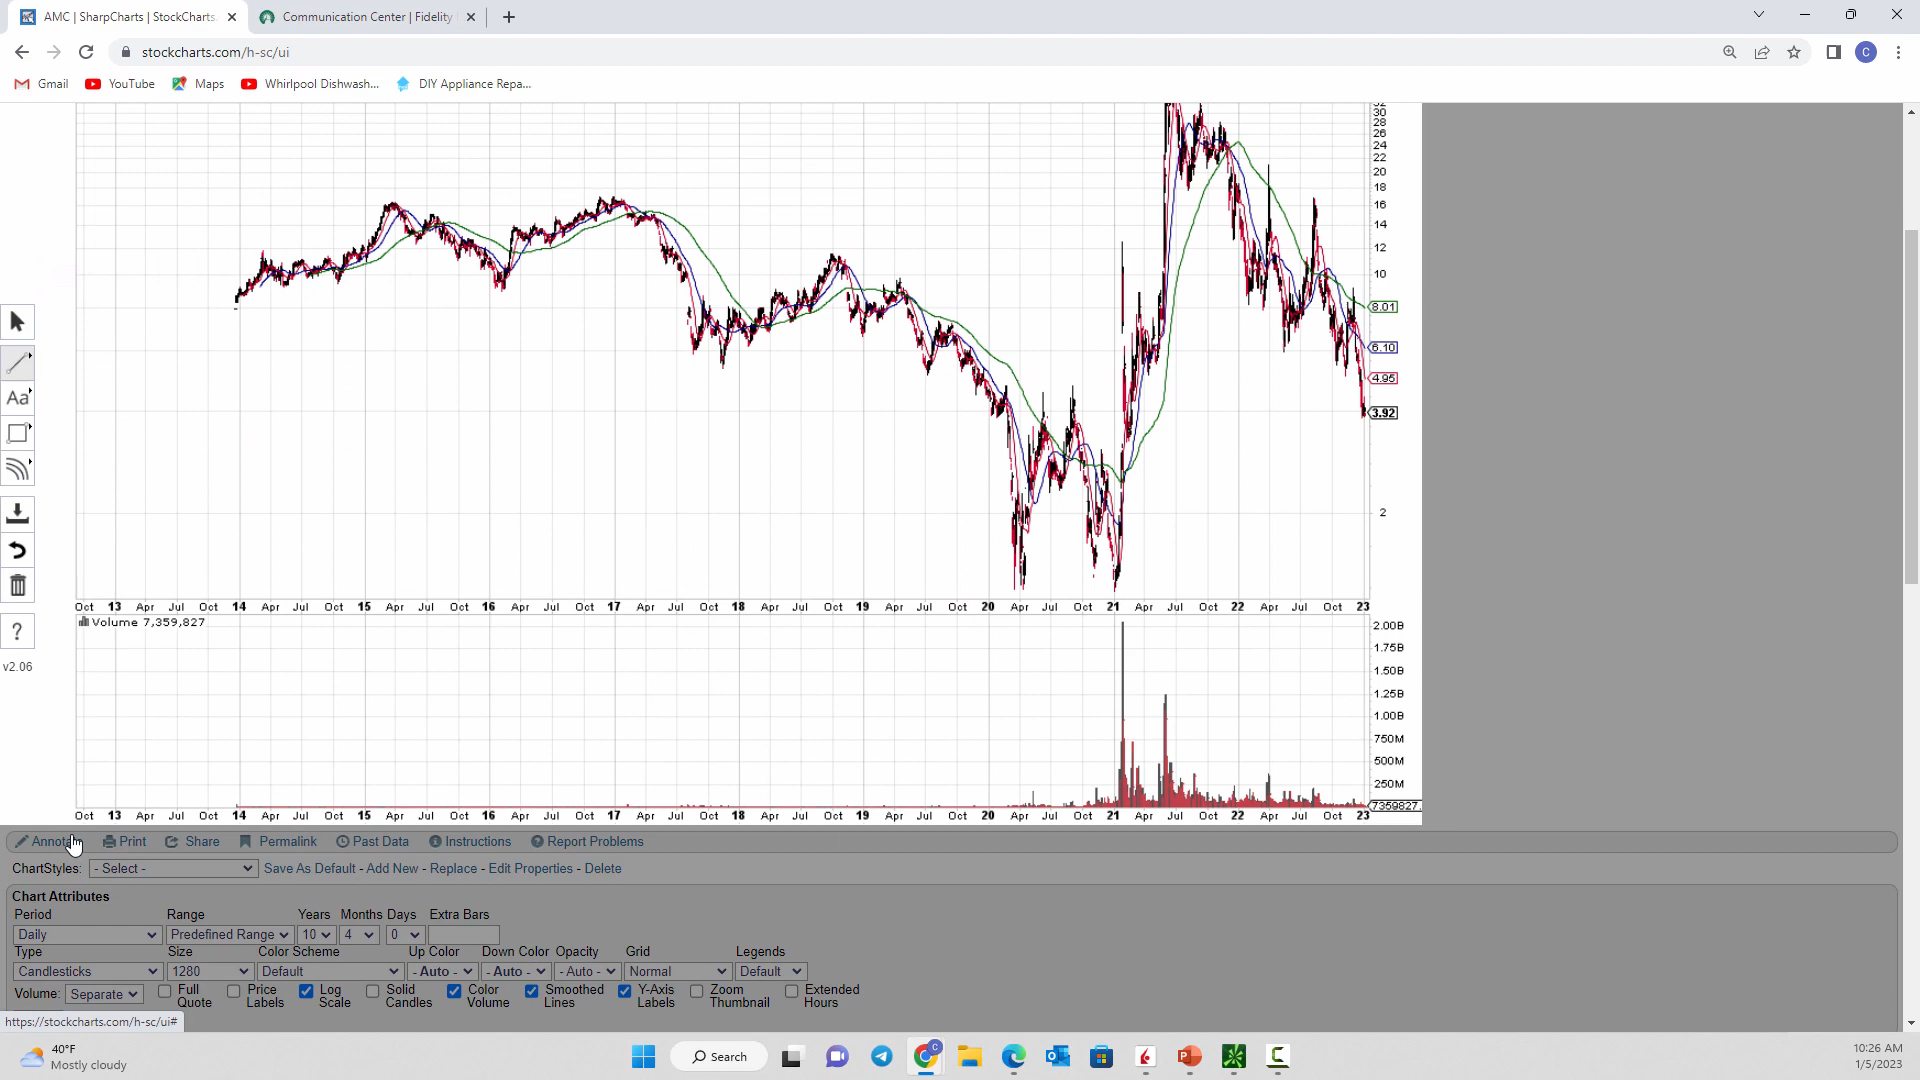 AMC | SharpCharts | StockCharts.
Communication Center | Fidelity
stockcharts.com/h-sc/ui
C
Gmail YouTube Maps Whirlpool Dishwash... DIY Appliance Repa...
30
28
26
24
22
20
18
16
14
12
10
8.01
6.10
4.95
3.92
2
Aa
?
v2.06
Oct 13 Apr Jul Oct 14 Apr Jul Oct 15 Apr Jul Oct 16 Apr Jul Oct 17 Apr Jul Oct 18 Apr Jul Oct 19 Apr Jul Oct 20 Apr Jul Oct 21 Apr Jul Oct 22 Apr Jul Oct 23
Volume 7,359,827
2.00B
1.75B
1.50B
1.25B
1.00B
750M
500M
250M
7359827.
Oct 13 Apr Jul Oct 14 Apr Jul Oct 15 Apr Jul Oct 16 Apr Jul Oct 17 Apr Jul Oct 18 Apr Jul Oct 19 Apr Jul Oct 20 Apr Jul Oct 21 Apr Jul Oct 22 Apr Jul Oct 23
Print Share Permalink Past Data Instructions Report Problems
ChartStyles: - Select - Save As Default - Add New - Replace - Edit Properties - Delete
Chart Attributes
Period Range Years Months Days Extra Bars
Daily Predefined Range 10 4 0
Type Size Color Scheme Up Color Down Color Opacity Grid Legends
Candlesticks 1280 Default - Auto - - Auto - - Auto - Normal Default
Volume: Separate Full Quote Price Labels Log Scale Solid Candles Color Volume Smoothed Lines Y-Axis Labels Zoom Thumbnail Extended Hours
https://stockcharts.com/h-sc/ui#
40°F
Mostly cloudy
Search
10:26 AM
1/5/2023